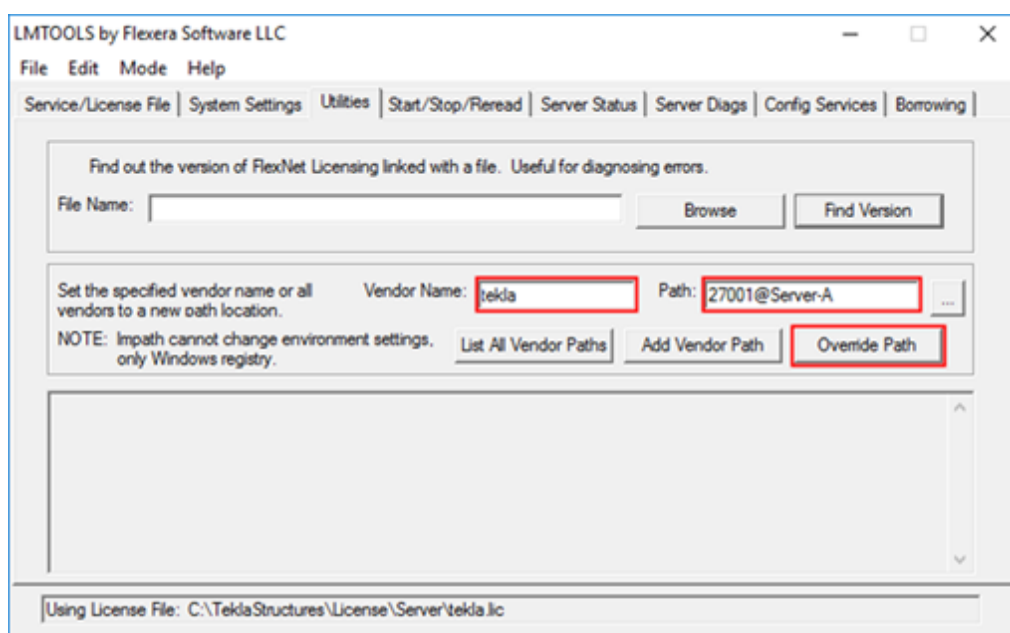 LMTOOLS by Flexera Software LLC
File Edit Mode Help
Service/License File System Settings Utilities Start/Stop/Reread Server Status Server Diags Config Services Borrowing
Find out the version of FlexNet Licensing linked with a file. Useful for diagnosing errors.
File Name: Browse Find Version
Set the specified vendor name or all
vendors to a new path location.
Vendor Name: tekla Path: 27001@Server-A ...
NOTE: lmpath cannot change environment settings,
only Windows registry.
List All Vendor Paths Add Vendor Path Override Path
Using License File: C:\TeklaStructures\License\Server\tekla.lic